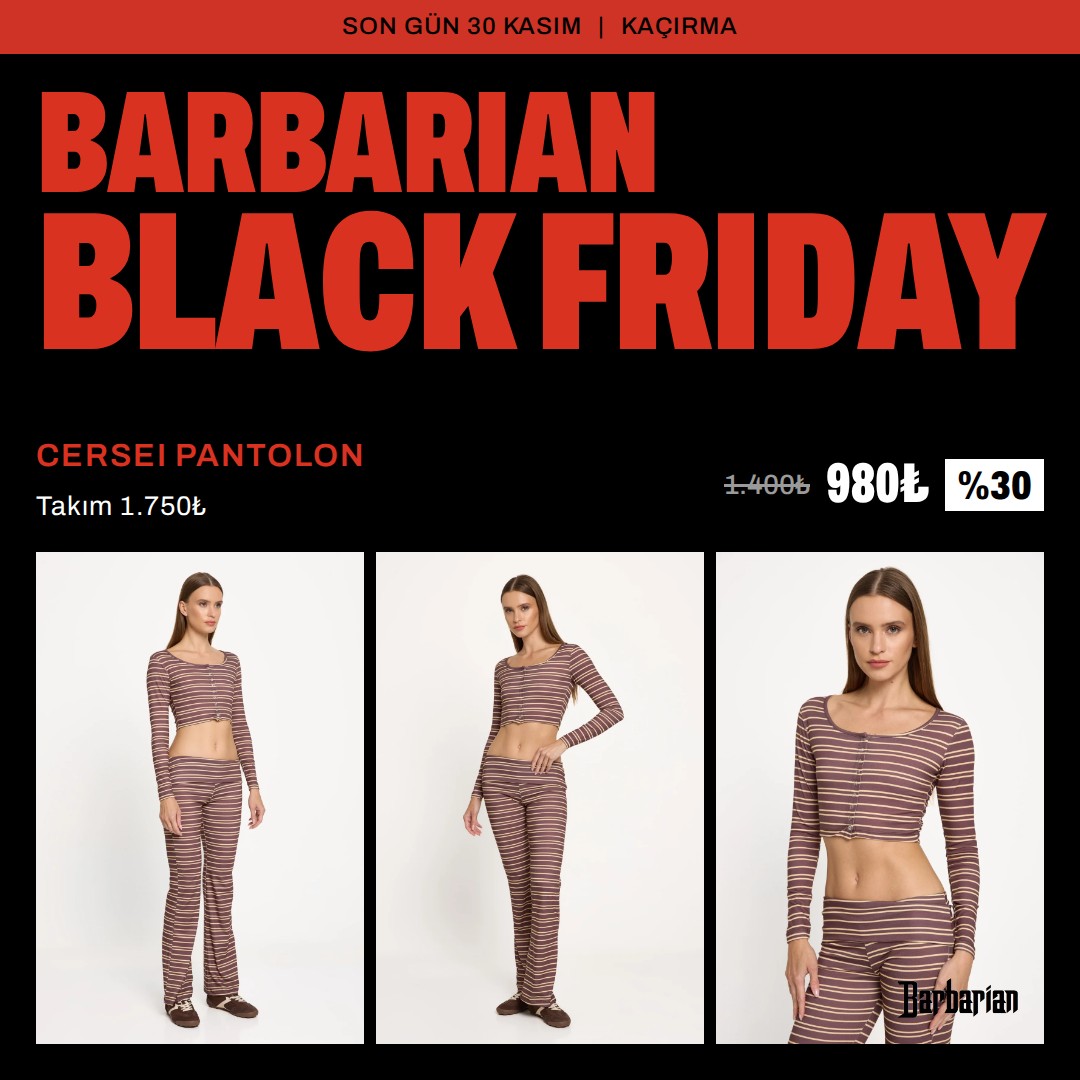 SON GÜN 30 KASIM | KAÇIRMA
BARBARIAN
BLACK FRIDAY
CERSEI PANTOLON
Takım 1.750₺
1.400₺ 980₺ %30
Barbarian